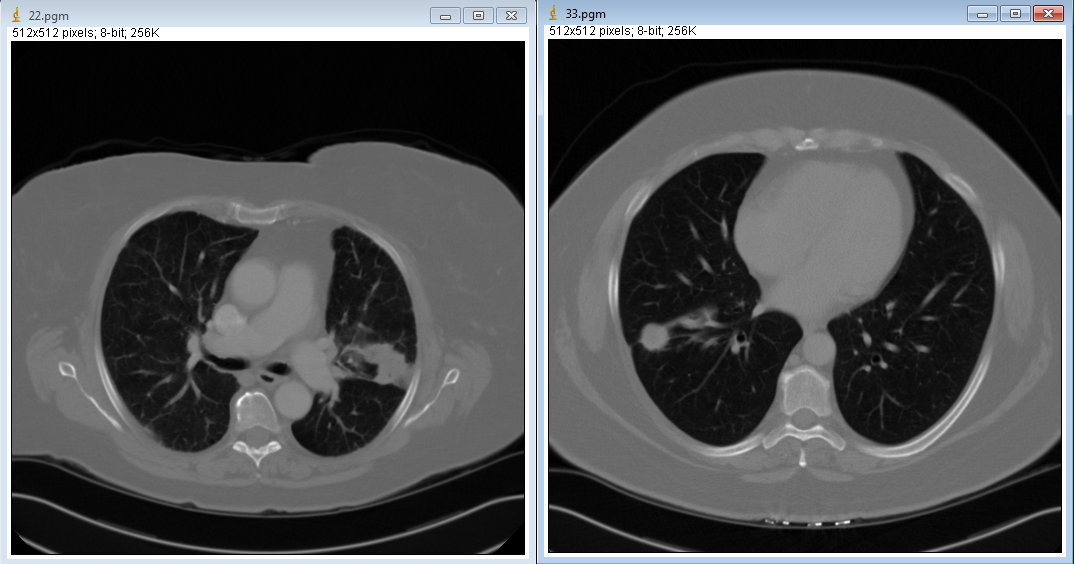 22.pgm
512x512 pixels; 8-bit; 256K
33.pgm
512x512 pixels; 8-bit; 256K